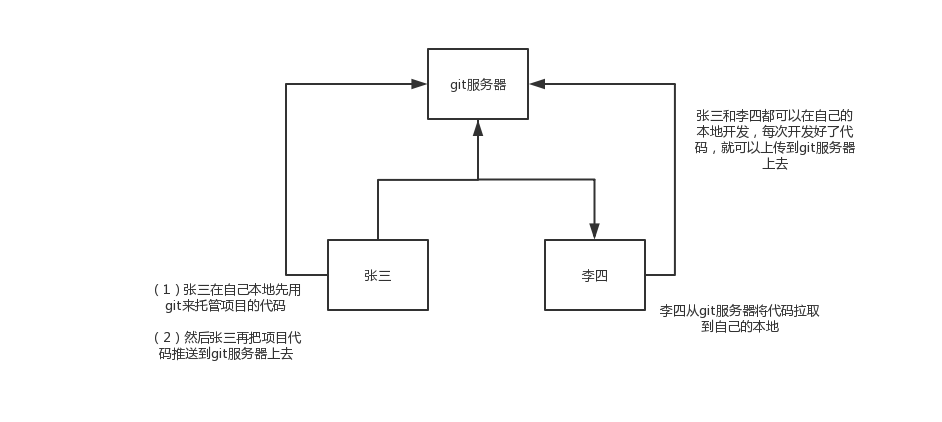 git服务器
张三和李四都可以在自己的
本地开发，每次开发好了代
码，就可以上传到git服务器
上去
张三
李四
（1）张三在自己本地先用
git来托管项目的代码
（2）然后张三再把项目代
码推送到git服务器上去
李四从git服务器将代码拉取
到自己的本地